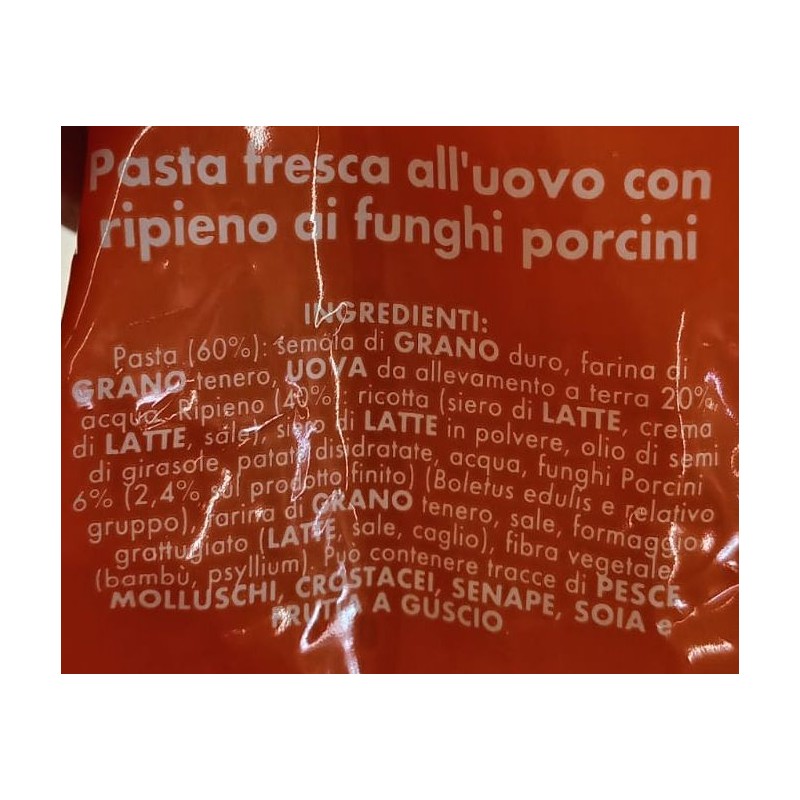 Pasta fresca all'uovo con
ripieno ai funghi porcini
INGREDIENTI:
Pasta (60%): semola di GRANO duro, farina di
GRANO tenero, UOVA da allevamento a terra 20%,
acqua. Ripieno (40%): ricotta (siero di LATTE, crema
di LATTE, sale), siero di LATTE in polvere, olio di semi
di girasole, patate disidratate, acqua, funghi Porcini
6% (2,4% sul prodotto finito) (Boletus edulis e relativo
gruppo), farina di GRANO tenero, sale, formaggio
grattugiato (LATTE, sale, caglio), fibra vegetale
(bambù, psyllium). Può contenere tracce di PESCE,
MOLLUSCHI, CROSTACEI, SENAPE, SOIA e
FRUTTA A GUSCIO